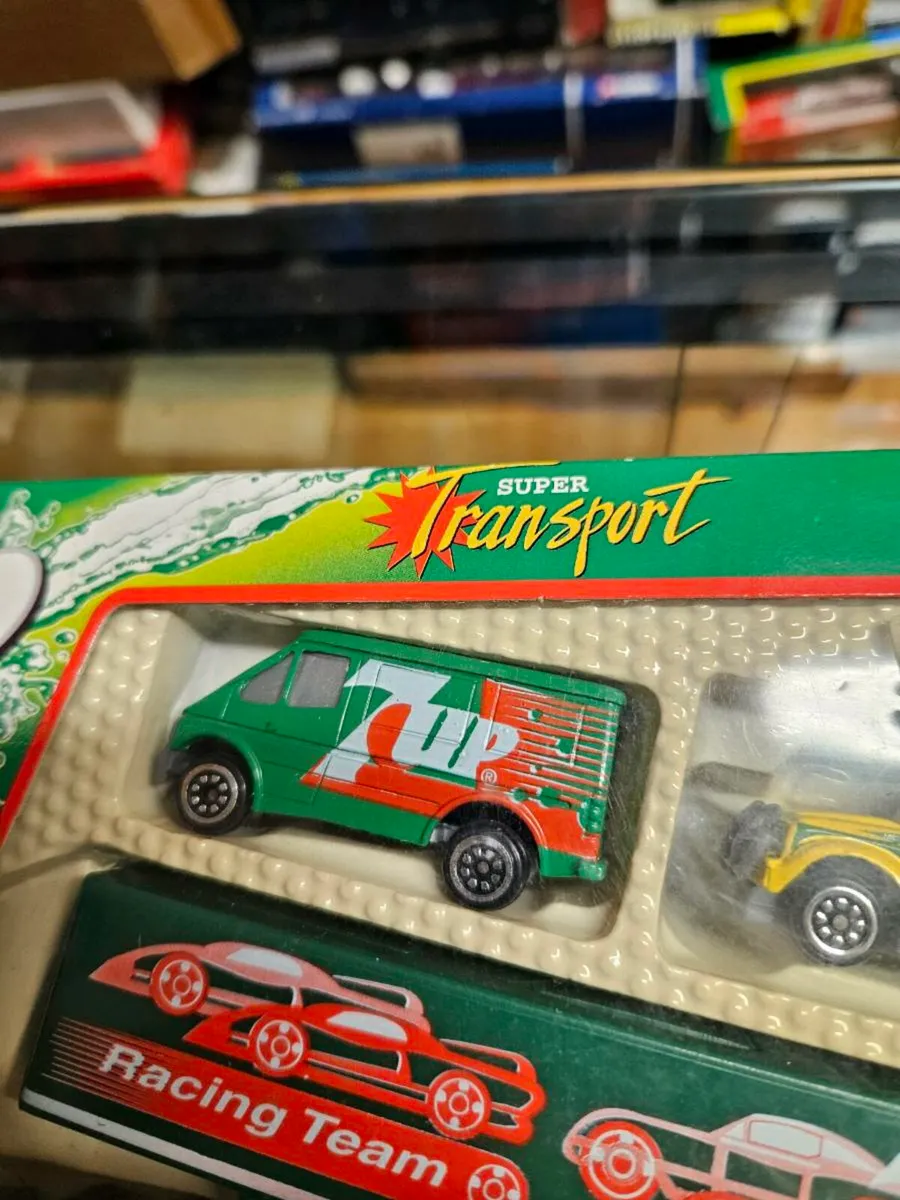 SUPER
Transport
7UP®
Racing Team